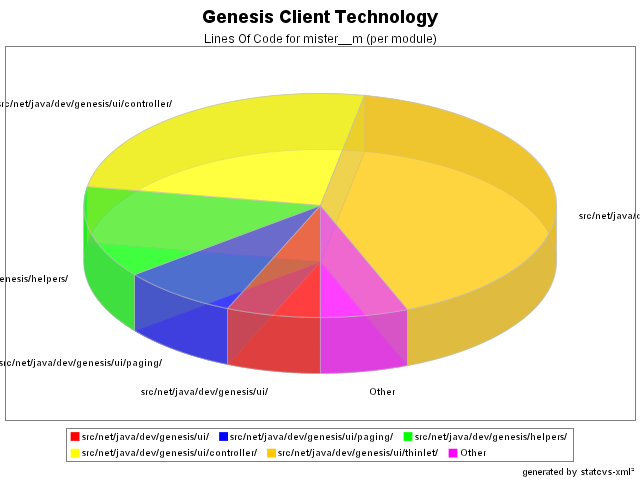 Genesis Client Technology
Lines Of Code for mister__m (per module)
src/net/java/dev/genesis/ui/controller/
src/net/java/d
enesis/helpers/
src/net/java/dev/genesis/ui/paging/
src/net/java/dev/genesis/ui/
Other
src/net/java/dev/genesis/ui/ src/net/java/dev/genesis/ui/paging/ src/net/java/dev/genesis/helpers/
src/net/java/dev/genesis/ui/controller/ src/net/java/dev/genesis/ui/thinlet/ Other
generated by statcvs-xml²